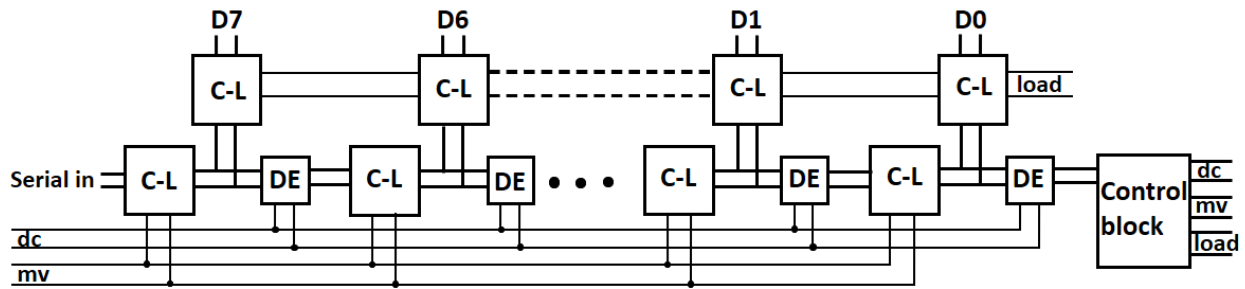 D7 D6 D1 D0
C-L C-L C-L C-L load
Serial in C-L DE C-L DE • • • C-L DE C-L DE Control block dc mv load
dc
mv